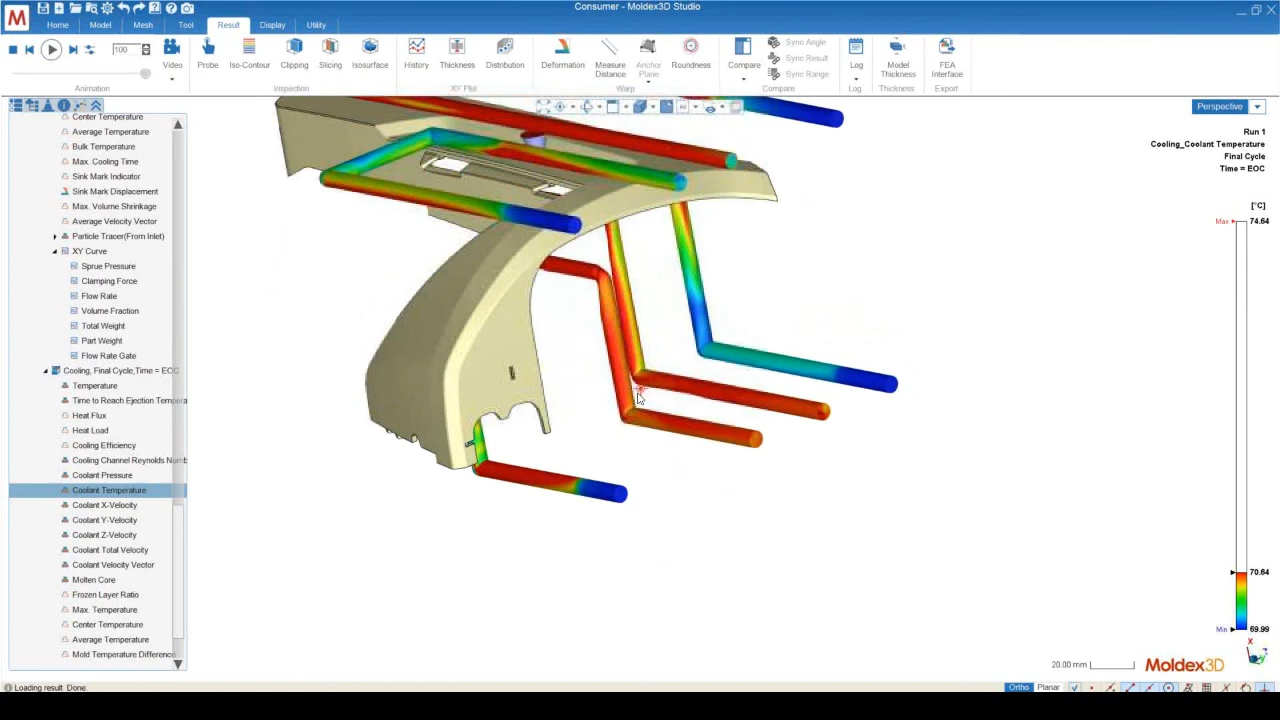 Consumer - Moldex3D Studio
M
Home
Model
Mesh
Tool
Result
Display
Utility
100
Video
Animation
Probe
Iso-Contour
Clipping
Slicing
Isosurface
Inspection
History
Thickness
Distribution
XY Plot
Deformation
Measure
Distance
Anchor
Plane
Roundness
Warp
Compare
Sync Angle
Sync Result
Sync Range
Compare
Log
Log
Model
Thickness
Thickness
FEA
Interface
Export
Perspective
Center Temperature
Average Temperature
Bulk Temperature
Max. Cooling Time
Sink Mark Indicator
Sink Mark Displacement
Max. Volume Shrinkage
Average Velocity Vector
Particle Tracer(From Inlet)
XY Curve
Sprue Pressure
Clamping Force
Flow Rate
Volume Fraction
Total Weight
Part Weight
Flow Rate Gate
Cooling, Final Cycle,Time = EOC
Temperature
Time to Reach Ejection Tempera
Heat Flux
Heat Load
Cooling Efficiency
Cooling Channel Reynolds Numb
Coolant Pressure
Coolant Temperature
Coolant X-Velocity
Coolant Y-Velocity
Coolant Z-Velocity
Coolant Total Velocity
Coolant Velocity Vector
Molten Core
Frozen Layer Ratio
Max. Temperature
Center Temperature
Average Temperature
Mold Temperature Difference
Run 1
Cooling_Coolant Temperature
Final Cycle
Time = EOC
[°C]
Max
74.64
70.64
Min
69.99
X
20.00 mm
Moldex3D
Loading result Done.
Ortho
Planar